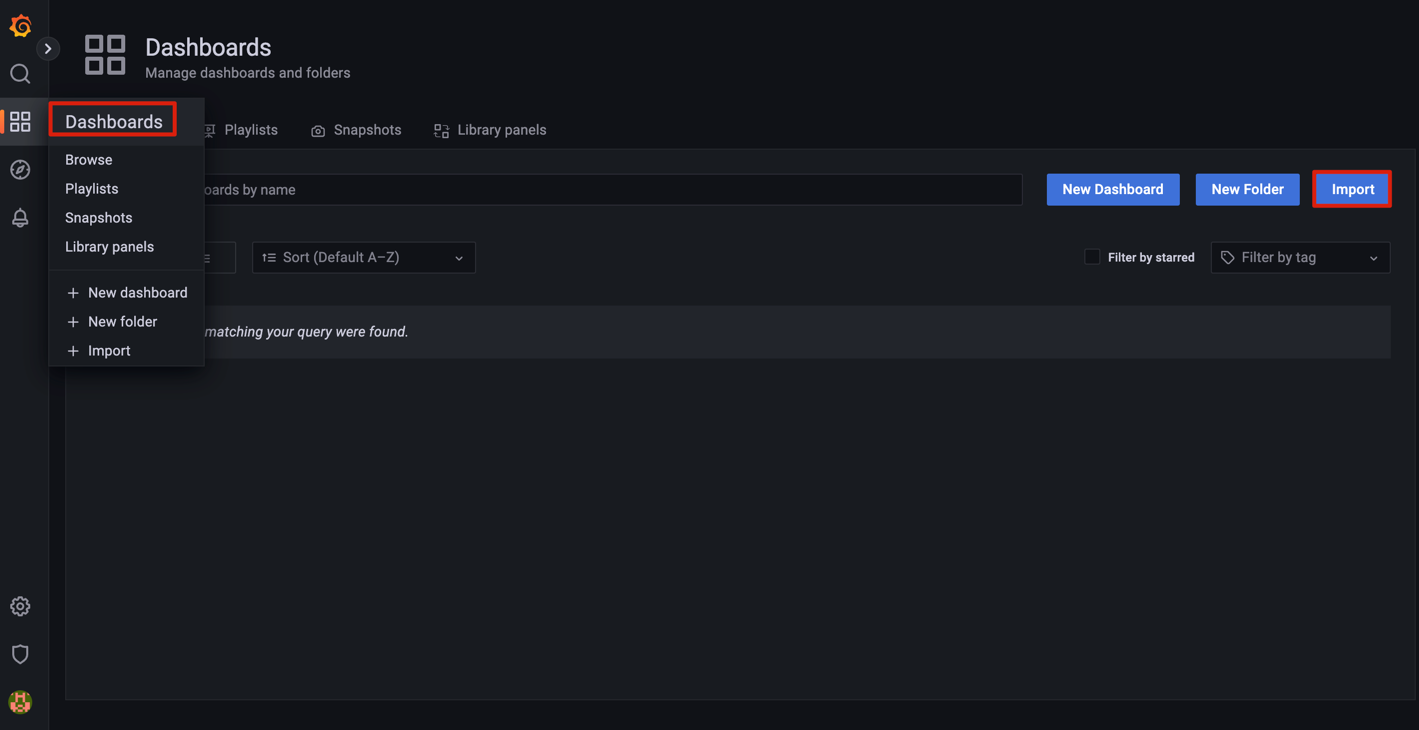 Dashboards
Manage dashboards and folders
Dashboards
Browse
Playlists
Snapshots
Library panels
New dashboard
New folder
Import
Playlists
Snapshots
Library panels
by name
New Dashboard
New Folder
Import
Sort (Default A–Z)
Filter by starred
Filter by tag
matching your query were found.